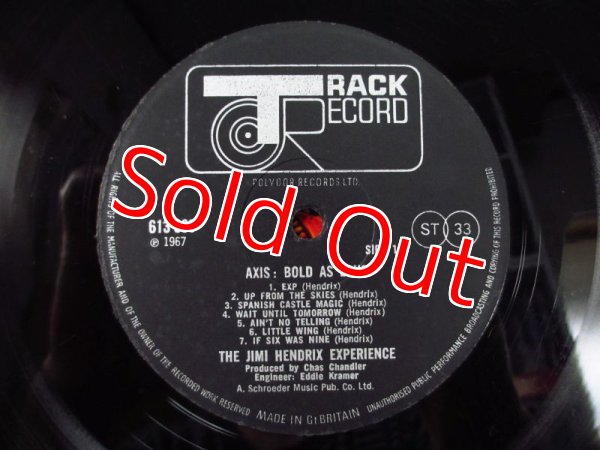 TRACK
RECORD
POLYDOR RECORDS LTD.
Sold Out
℗ 1967
ST 33
AXIS: BOLD AS
1. EXP (Hendrix)
2. UP FROM THE SKIES (Hendrix)
3. SPANISH CASTLE MAGIC (Hendrix)
4. WAIT UNTIL TOMORROW (Hendrix)
5. AIN'T NO TELLING (Hendrix)
6. LITTLE WING (Hendrix)
7. IF SIX WAS NINE (Hendrix)
THE JIMI HENDRIX EXPERIENCE
Produced by Chas Chandler
Engineer: Eddie Kramer
A. Schroeder Music Pub. Co. Ltd.
ALL RIGHTS OF THE MANUFACTURER AND OF THE OWNER OF THE RECORDED WORK RESERVED
MADE IN Gt BRITAIN
UNAUTHORISED PUBLIC PERFORMANCE BROADCASTING AND COPYING OF THIS RECORD PROHIBITED